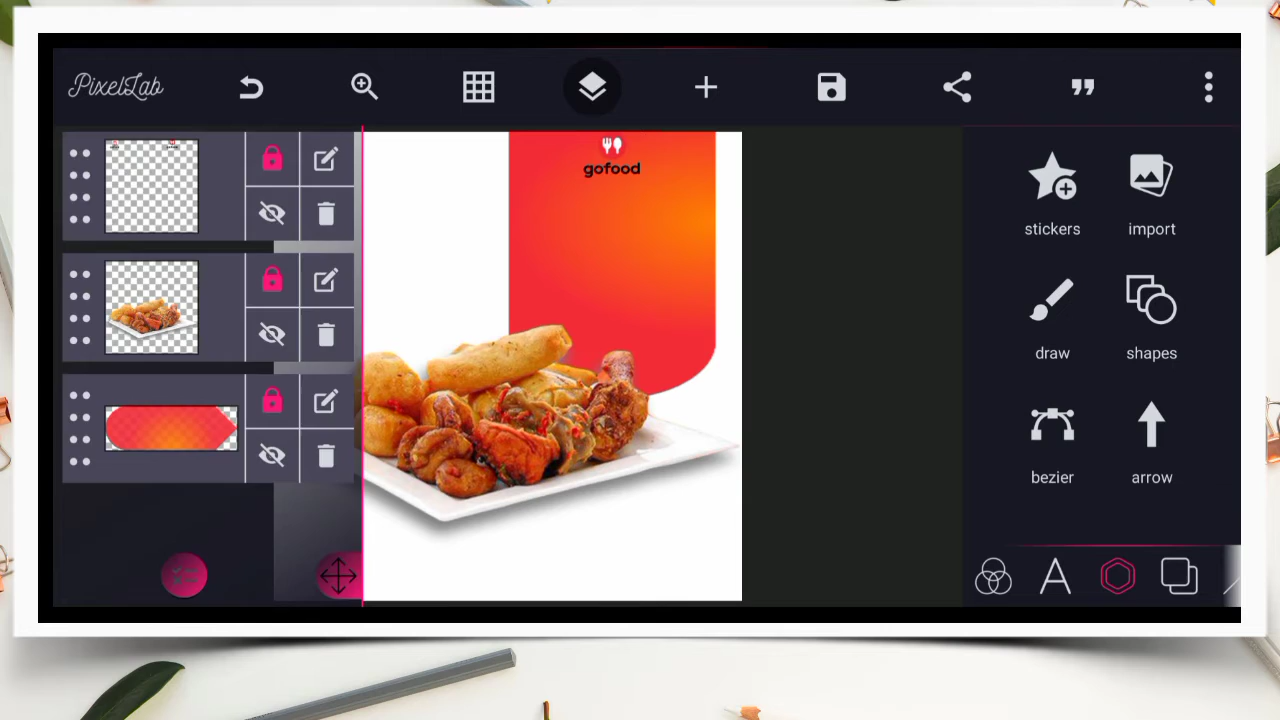 PixelLab
gofood
stickers
import
draw
shapes
bezier
arrow